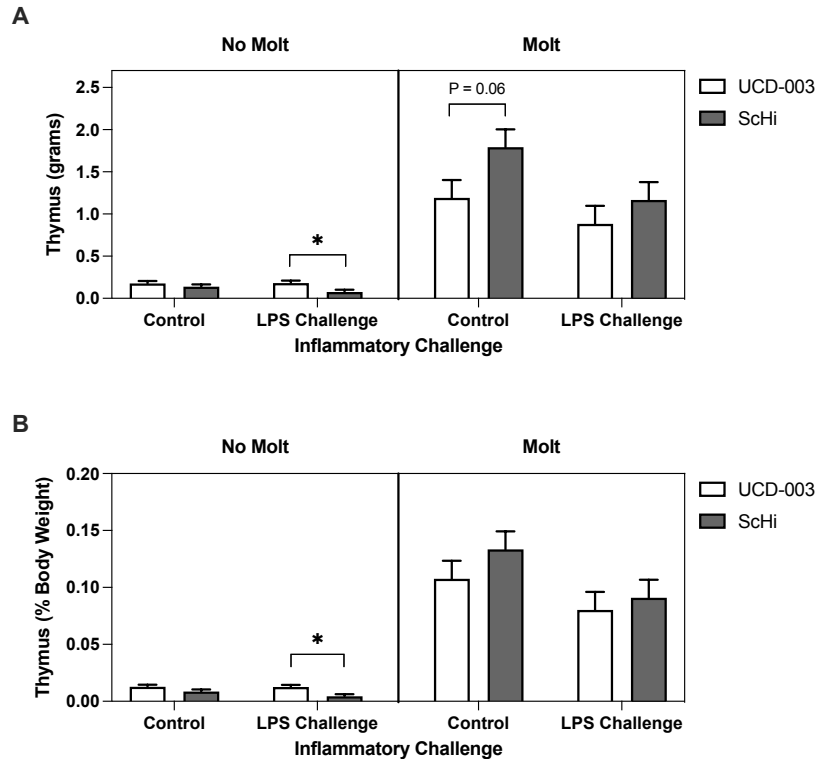 A
No Molt Molt
Thymus (grams)
2.5
2.0
1.5
1.0
0.5
0.0
P = 0.06
*
UCD-003
ScHi
Control LPS Challenge Control LPS Challenge
Inflammatory Challenge
B
No Molt Molt
Thymus (% Body Weight)
0.20
0.15
0.10
0.05
0.00
*
UCD-003
ScHi
Control LPS Challenge Control LPS Challenge
Inflammatory Challenge